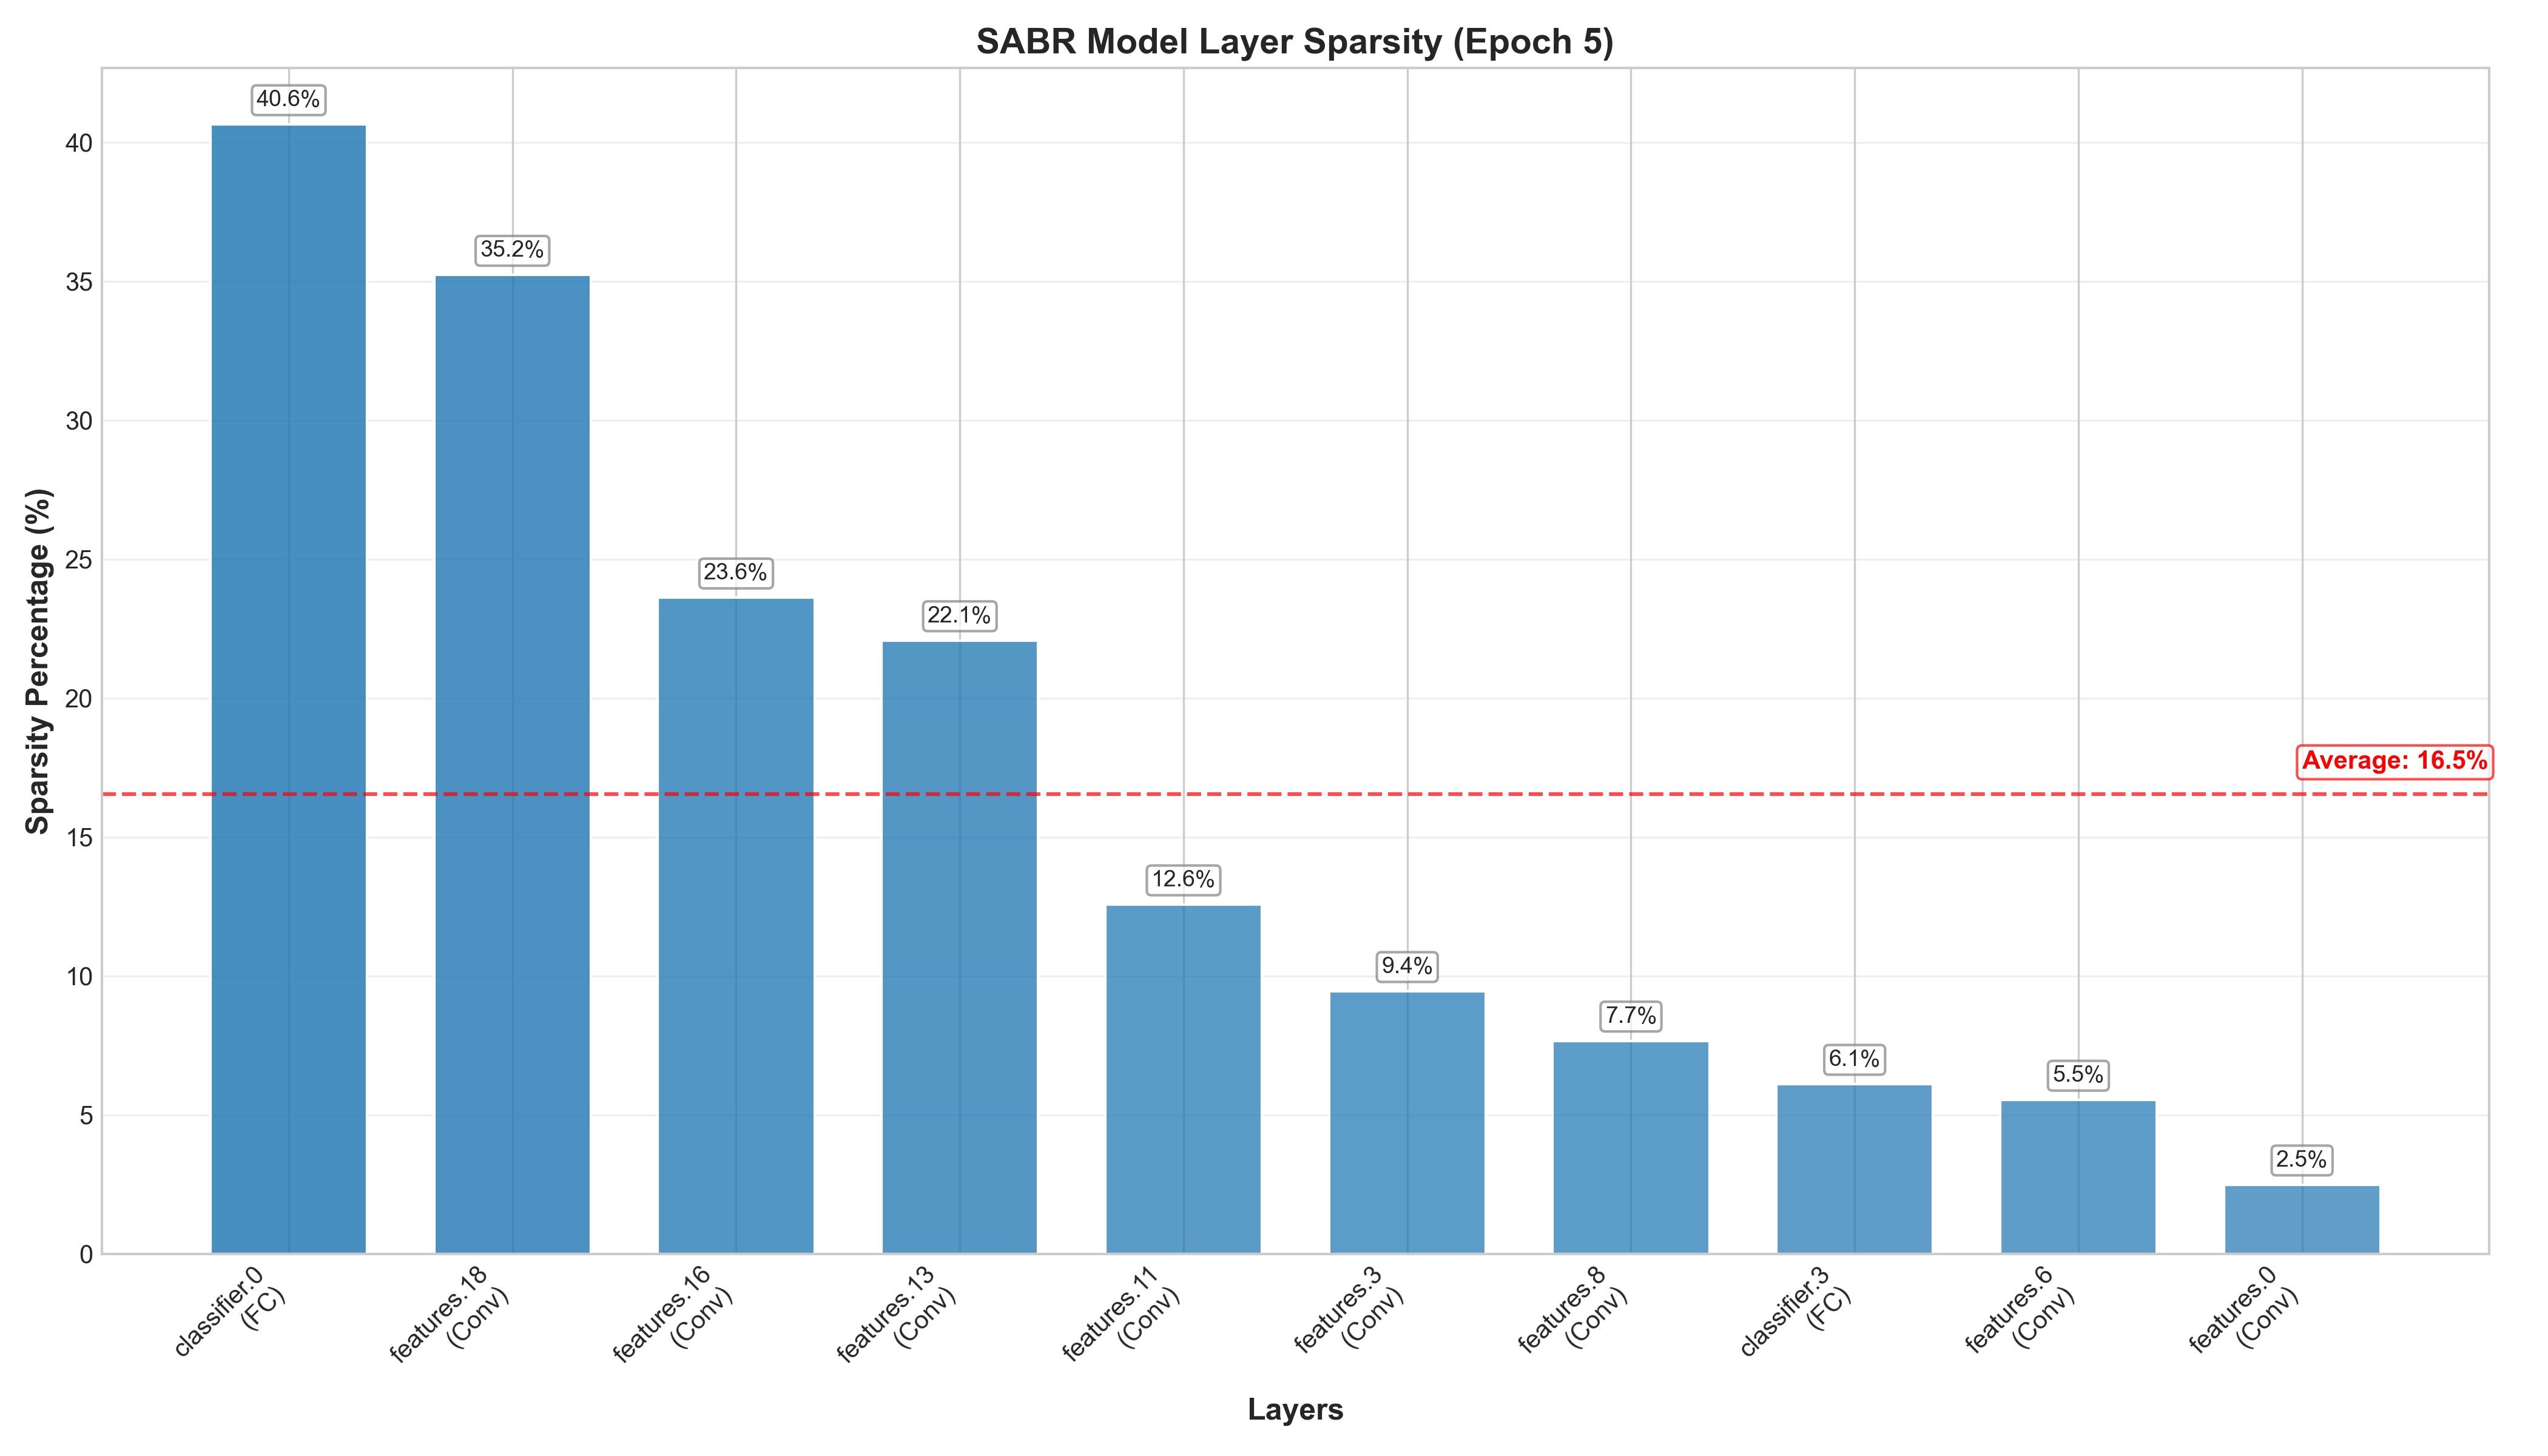 SABR Model Layer Sparsity (Epoch 5)
Sparsity Percentage (%)
40
35
30
25
20
15
10
5
0
40.6%
35.2%
23.6%
22.1%
12.6%
9.4%
7.7%
6.1%
5.5%
2.5%
Average: 16.5%
classifier.0
(FC)
features.18
(Conv)
features.16
(Conv)
features.13
(Conv)
features.11
(Conv)
features.3
(Conv)
features.8
(Conv)
classifier.3
(FC)
features.6
(Conv)
features.0
(Conv)
Layers